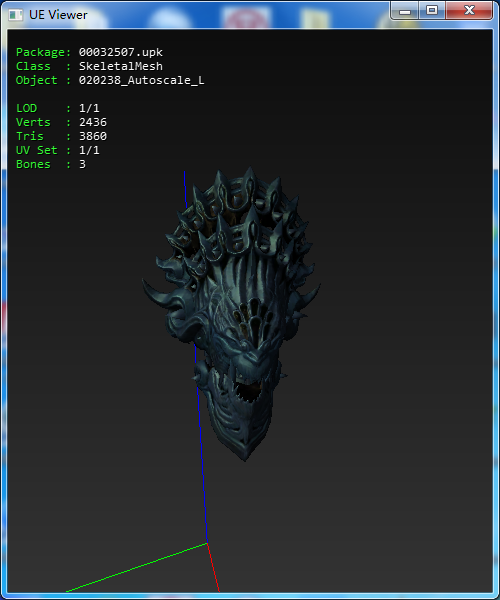 UE Viewer
Package: 00032507.upk
Class  : SkeletalMesh
Object : 020238_Autoscale_L
LOD    : 1/1
Verts  : 2436
Tris   : 3860
UV Set : 1/1
Bones  : 3